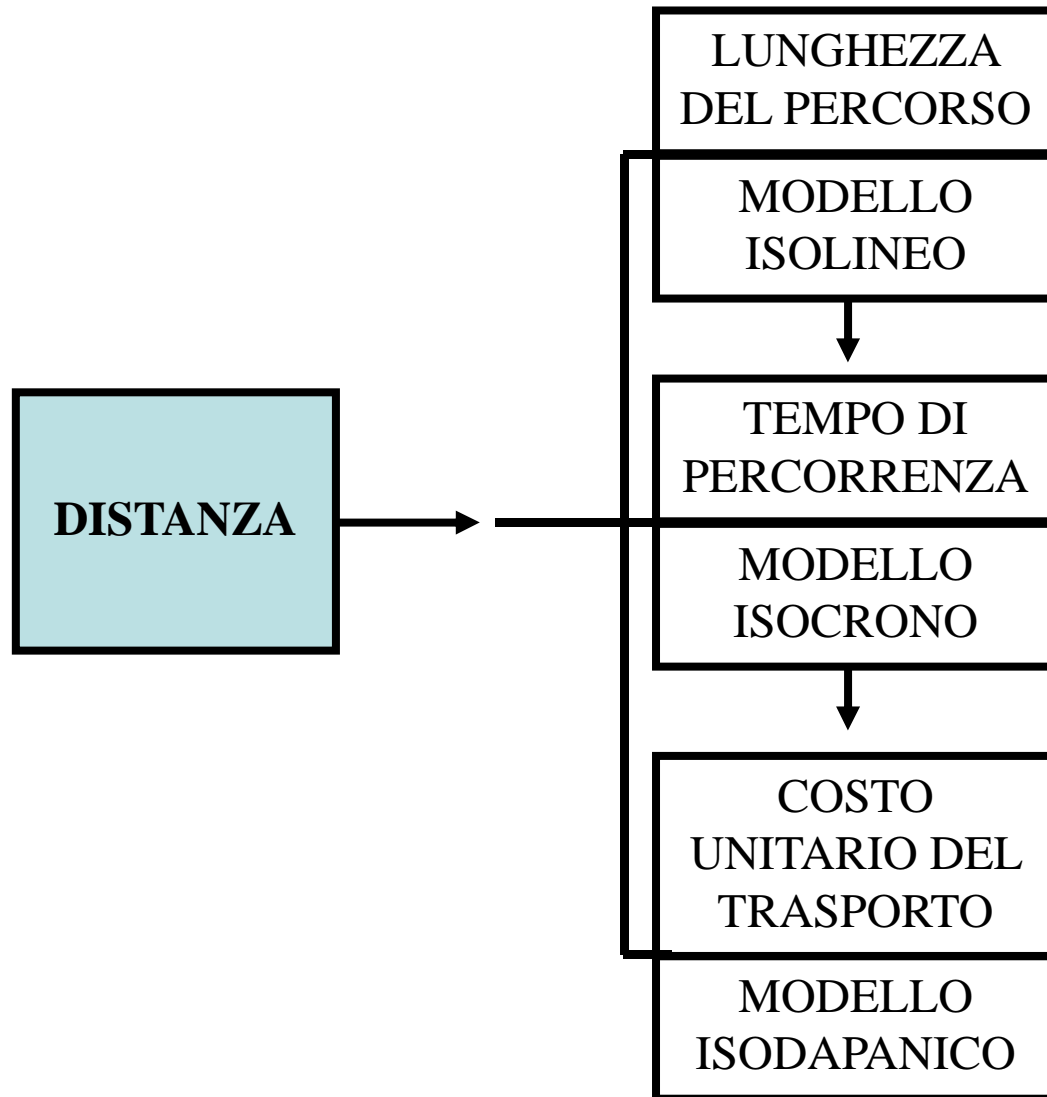 LUNGHEZZA
DEL PERCORSO
MODELLO
ISOLINEO
DISTANZA
TEMPO DI
PERCORRENZA
MODELLO
ISOCRONO
COSTO
UNITARIO DEL
TRASPORTO
MODELLO
ISODAPANICO